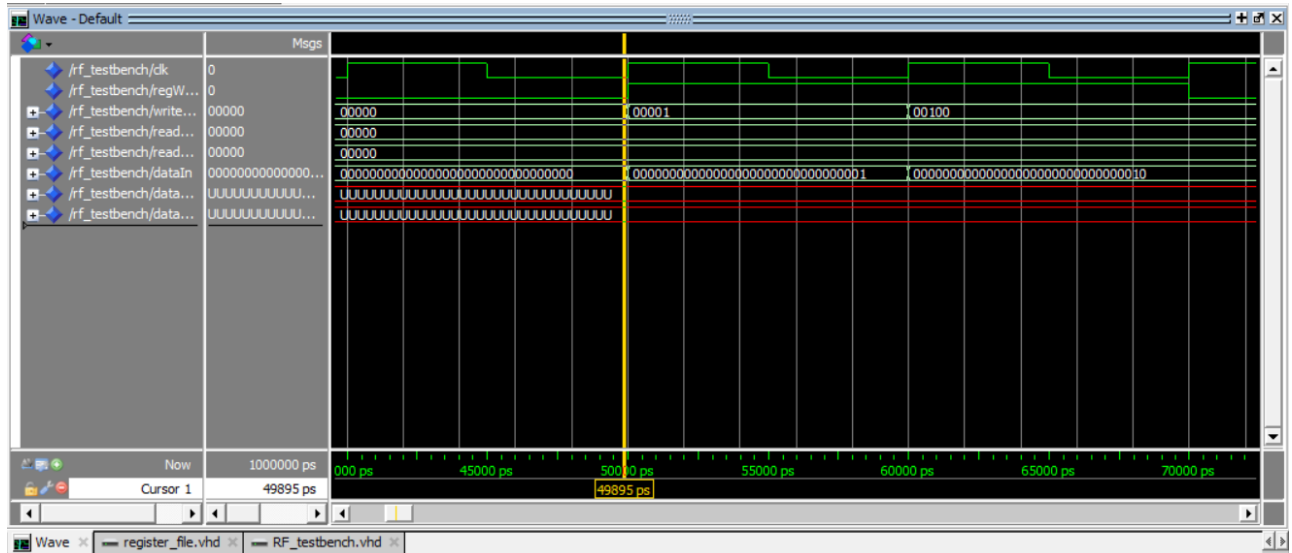 Wave - Default
Msgs
/rf_testbench/clk 0
/rf_testbench/regW... 0
/rf_testbench/write... 00000 00000 00001 00100
/rf_testbench/read... 00000 00000
/rf_testbench/read... 00000 00000
/rf_testbench/dataIn 00000000000000... 00000000000000000000000000000000 00000000000000000000000000000001 00000000000000000000000000000010
/rf_testbench/data... UUUUUUUUUUU... UUUUUUUUUUUUUUUUUUUUUUUUUUUUUUUU
/rf_testbench/data... UUUUUUUUUUU... UUUUUUUUUUUUUUUUUUUUUUUUUUUUUUUU
Now 1000000 ps 000 ps 45000 ps 50000 ps 55000 ps 60000 ps 65000 ps 70000 ps
Cursor 1 49895 ps 49895 ps
Wave register_file.vhd RF_testbench.vhd